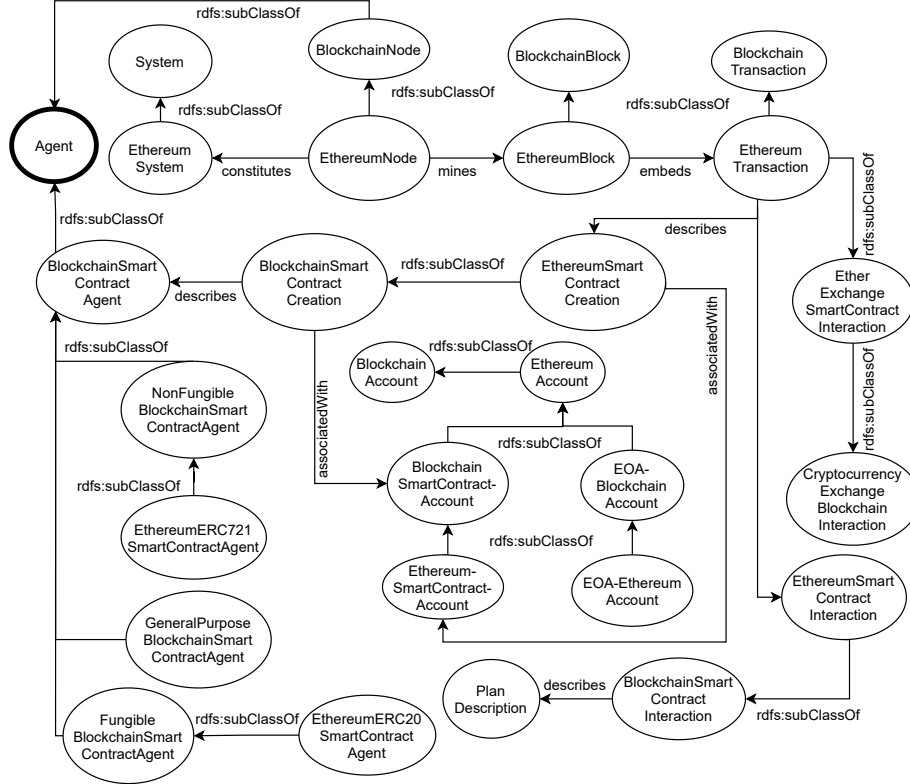 rdfs:subClassOf
BlockchainNode
System
BlockchainBlock
Blockchain
Transaction
rdfs:subClassOf
rdfs:subClassOf
rdfs:subClassOf
Agent
Ethereum
System
constitutes
EthereumNode
mines
EthereumBlock
embeds
Ethereum
Transaction
rdfs:subClassOf
rdfs:subClassOf
describes
BlockchainSmart
Contract
Agent
describes
BlockchainSmart
Contract
Creation
rdfs:subClassOf
EthereumSmart
Contract
Creation
Ether
Exchange
SmartContract
Interaction
associatedWith
rdfs:subClassOf
rdfs:subClassOf
Blockchain
Account
Ethereum
Account
NonFungible
BlockchainSmart
ContractAgent
associatedWith
rdfs:subClassOf
rdfs:subClassOf
Blockchain
SmartContract-
Account
EOA-
Blockchain
Account
Cryptocurrency
Exchange
Blockchain
Interaction
rdfs:subClassOf
EthereumERC721
SmartContractAgent
rdfs:subClassOf
Ethereum-
SmartContract-
Account
EOA-Ethereum
Account
EthereumSmart
Contract
Interaction
GeneralPurpose
BlockchainSmart
ContractAgent
Plan
Description
describes
BlockchainSmart
Contract
Interaction
rdfs:subClassOf
Fungible
BlockchainSmart
ContractAgent
rdfs:subClassOf
EthereumERC20
SmartContract
Agent